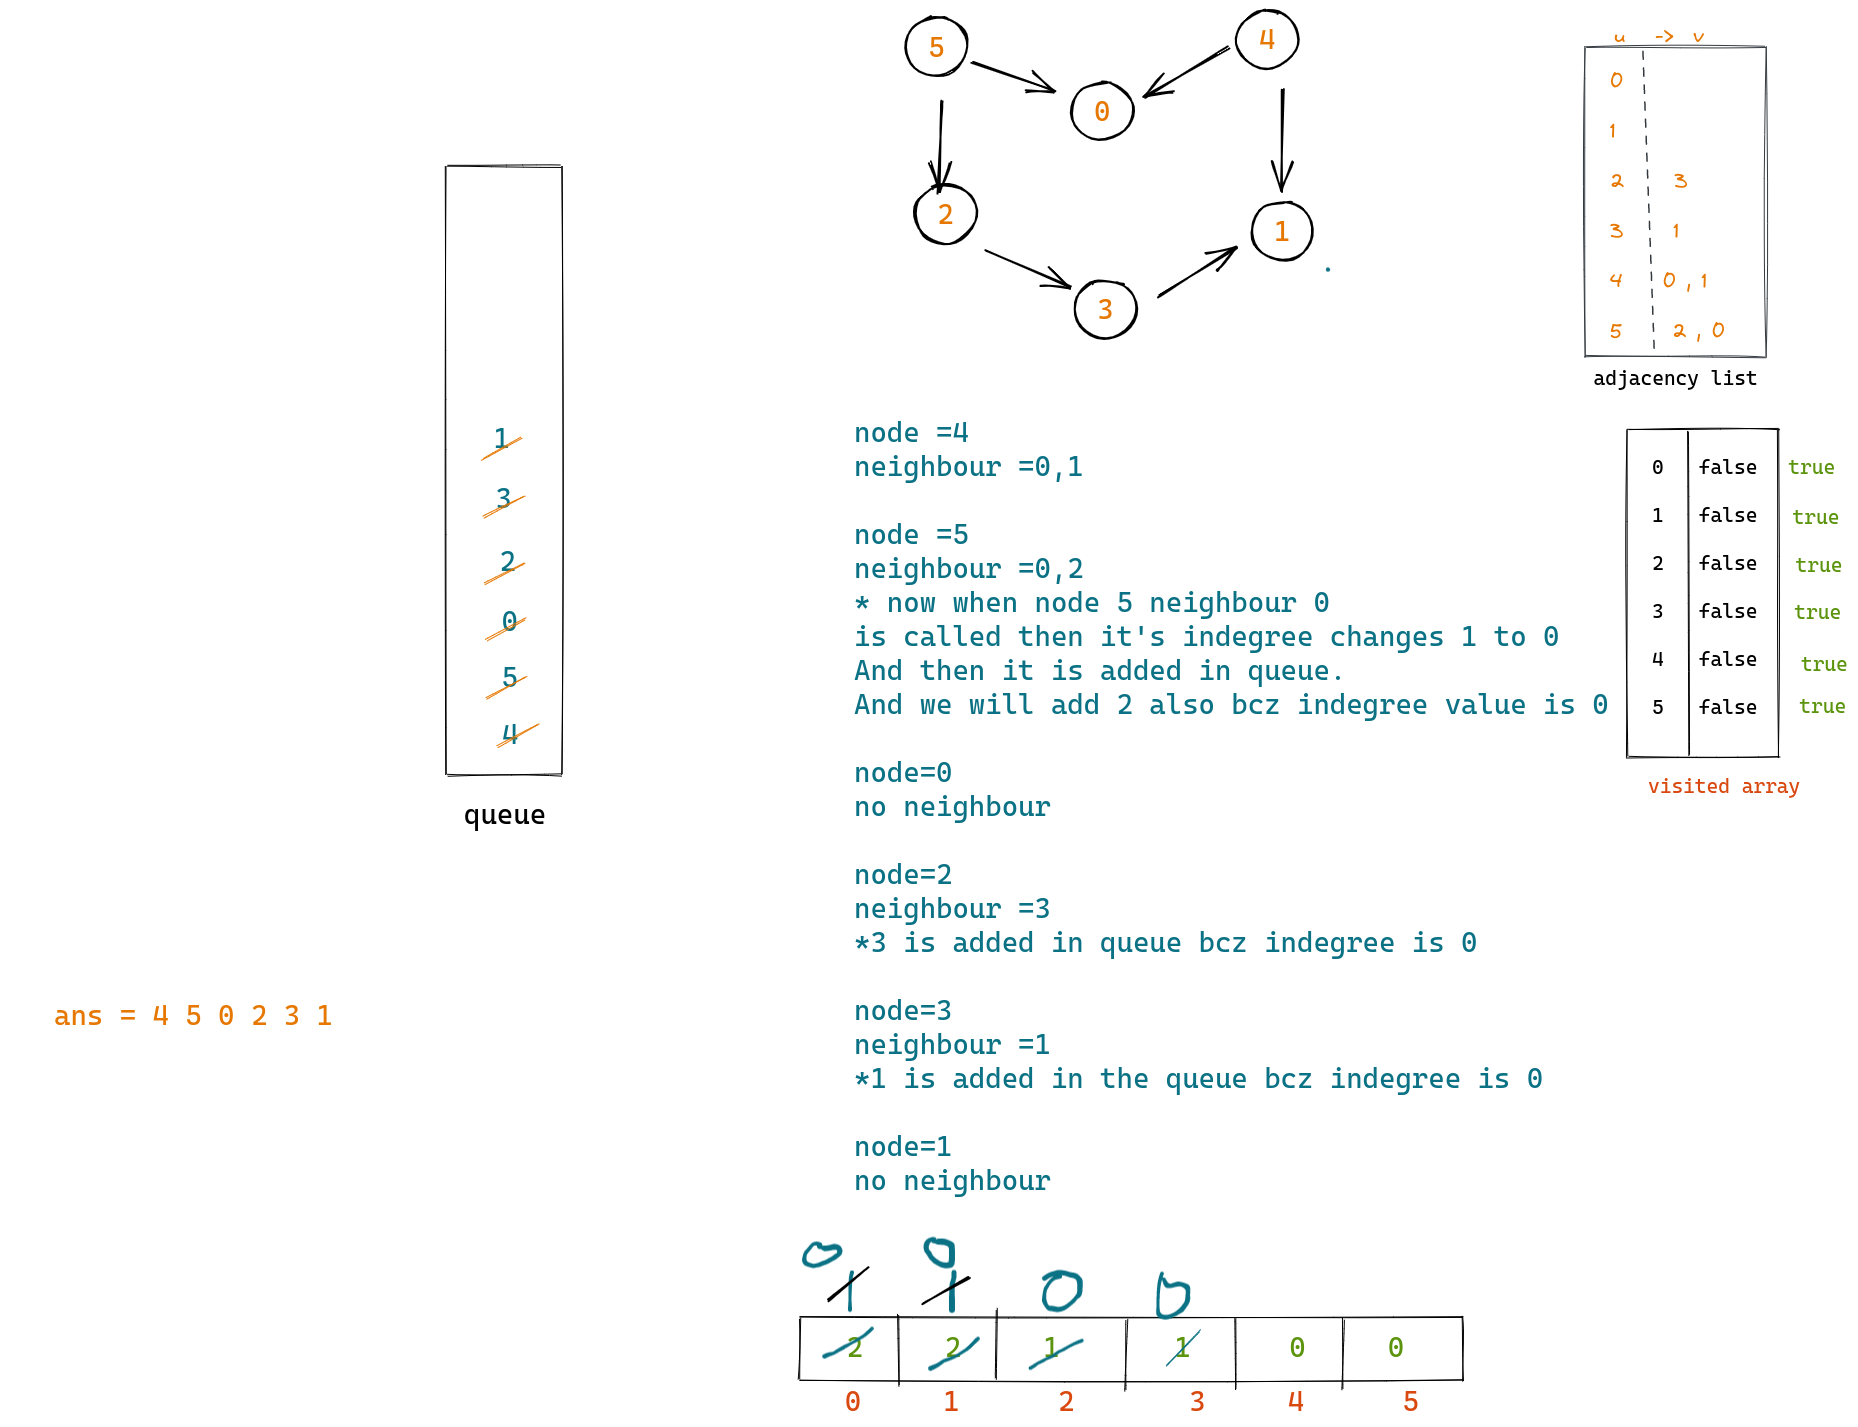 5
4
0
2
1
3
u -> v
0
1
2 3
3 1
4 0 , 1
5 2 , 0
adjacency list
1
3
2
0
5
4
queue
node =4
neighbour =0,1
node =5
neighbour =0,2
* now when node 5 neighbour 0
is called then it's indegree changes 1 to 0
And then it is added in queue.
And we will add 2 also bcz indegree value is 0
node=0
no neighbour
node=2
neighbour =3
*3 is added in queue bcz indegree is 0
node=3
neighbour =1
*1 is added in the queue bcz indegree is 0
node=1
no neighbour
0 false true
1 false true
2 false true
3 false true
4 false true
5 false true
visited array
ans = 4 5 0 2 3 1
0 0
1 1 0 0
2 2 1 1 0 0
0 1 2 3 4 5